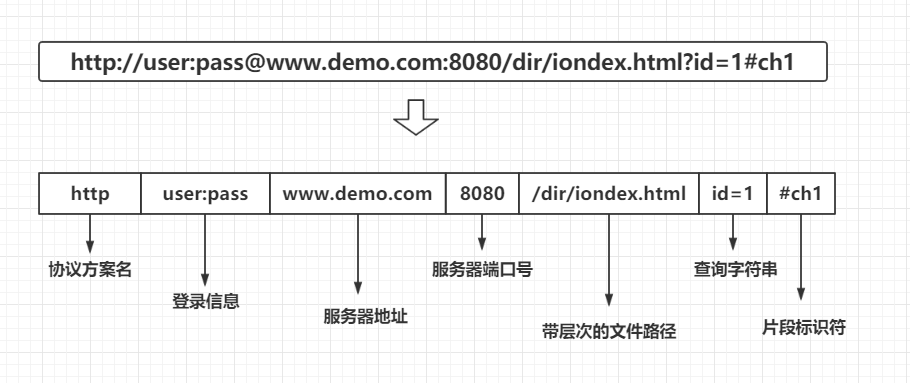 http://user:pass@www.demo.com:8080/dir/iondex.html?id=1#ch1
http user:pass www.demo.com 8080 /dir/iondex.html id=1 #ch1
协议方案名
登录信息
服务器地址
服务器端口号
带层次的文件路径
查询字符串
片段标识符